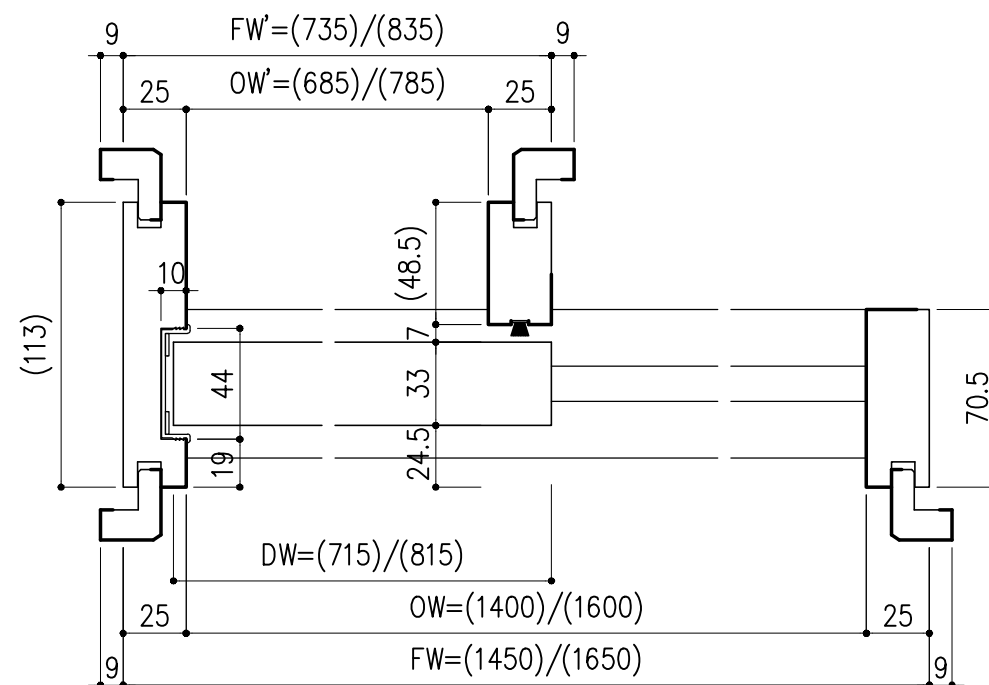 9 FW'=(735)/(835) 9
25 OW'=(685)/(785) 25
(48.5)
10
(113)
7
44
33
70.5
19
24.5
DW=(715)/(815)
25 OW=(1400)/(1600) 25
9 FW=(1450)/(1650) 9